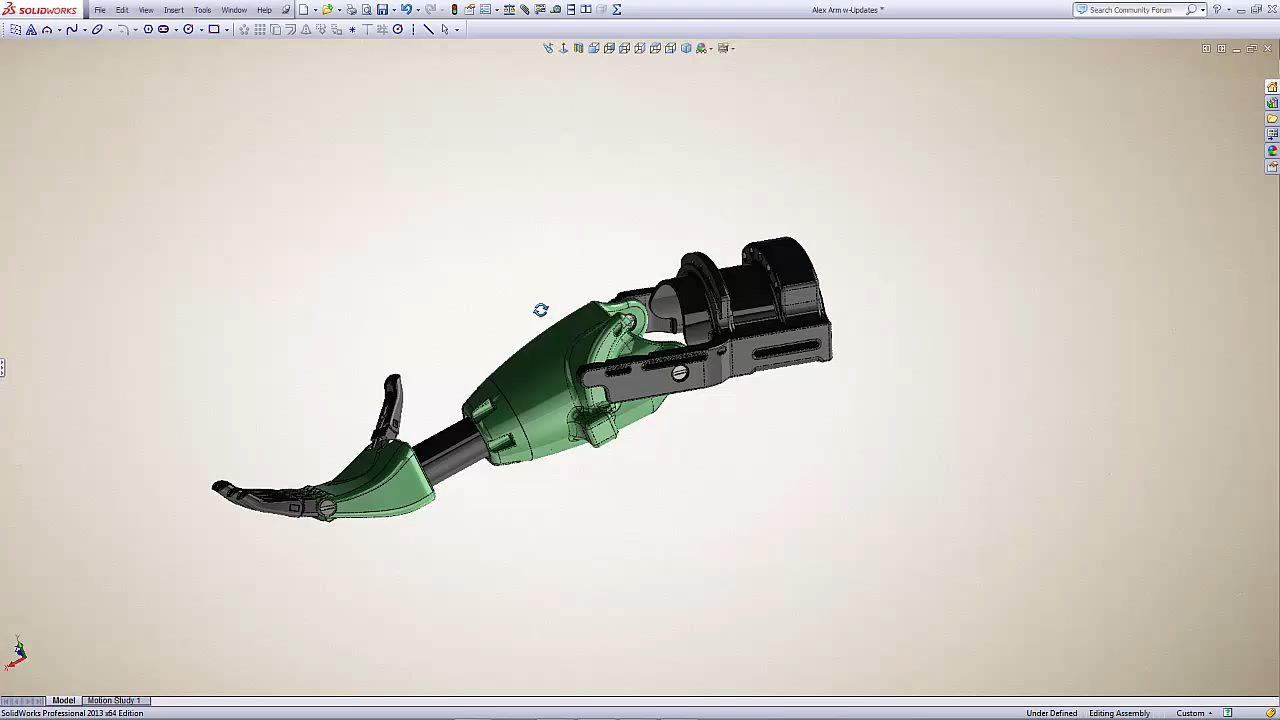 SOLIDWORKS File Edit View Insert Tools Window Help Alex Arm w-Updates * Search Community Forum
Model Motion Study 1
SolidWorks Professional 2013 x64 Edition Under Defined Editing Assembly Custom